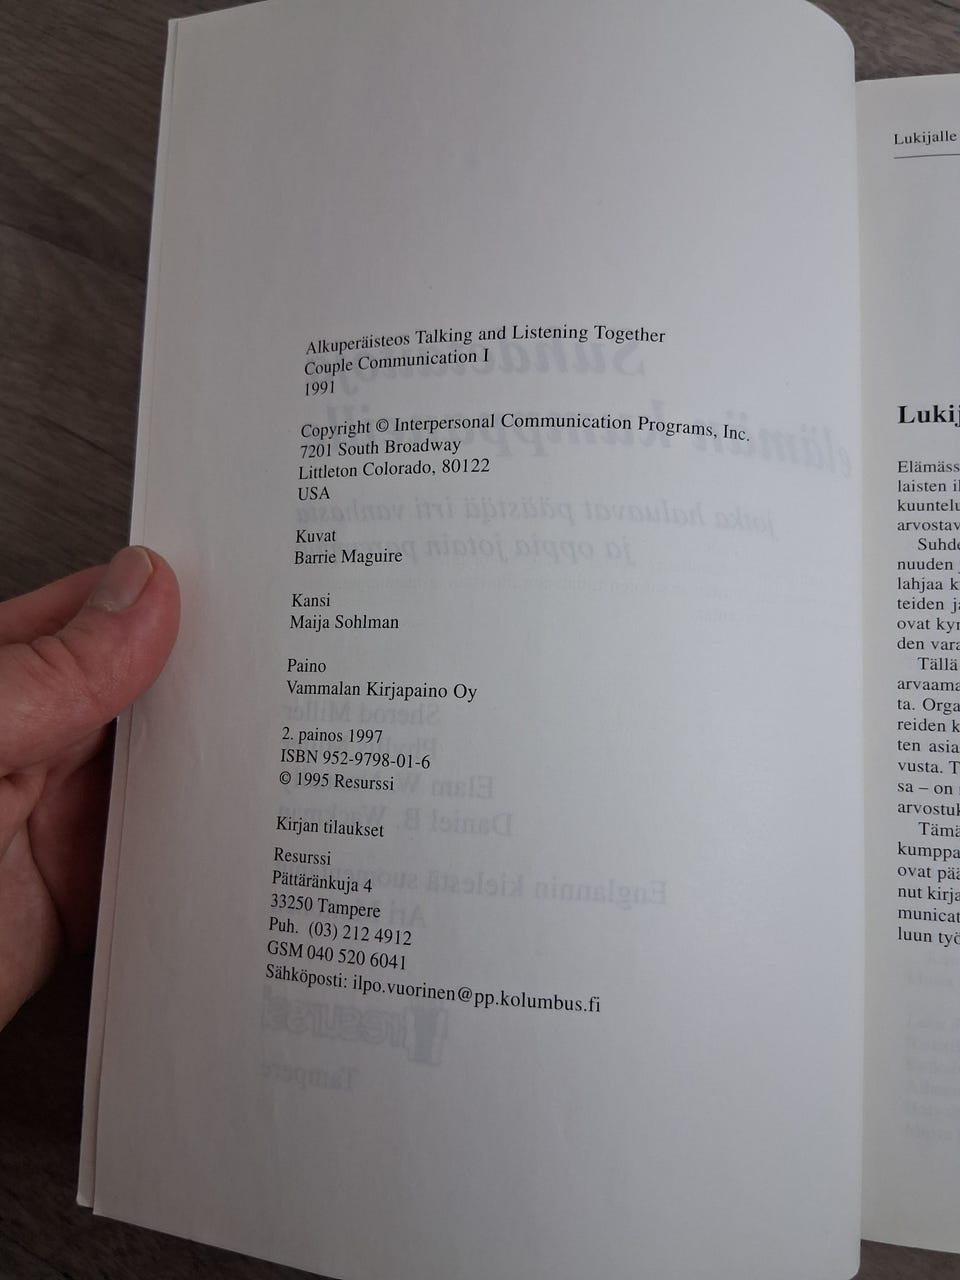 Alkuperäisteos Talking and Listening Together
Couple Communication I
1991
Copyright © Interpersonal Communication Programs, Inc.
7201 South Broadway
Littleton Colorado, 80122
USA
Kuvat
Barrie Maguire
Kansi
Maija Sohlman
Paino
Vammalan Kirjapaino Oy
2. painos 1997
ISBN 952-9798-01-6
© 1995 Resurssi
Kirjan tilaukset
Resurssi
Pättäränkuja 4
33250 Tampere
Puh. (03) 212 4912
GSM 040 520 6041
Sähköposti: ilpo.vuorinen@pp.kolumbus.fi
Lukijalle
Lukij
Elämäss
laisten il
kuuntelu
arvostav
Suhde
nuuden j
lahjaa k
teiden ja
ovat kyn
den vara
Tällä
arvaama
ta. Orga
reiden k
ten asia
vusta. T
sa – on
arvostuk
Tämä
kumppa
ovat pää
nut kirja
municat
luun työ